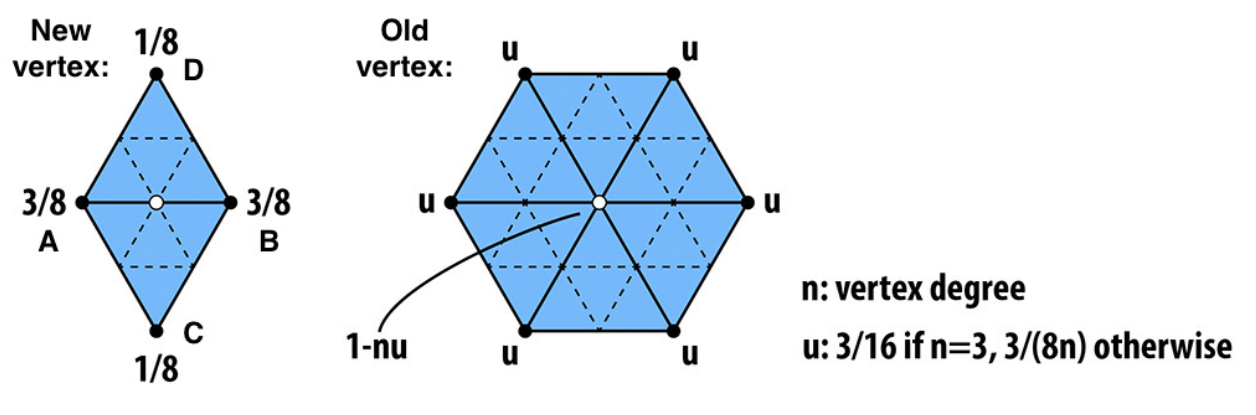 New
vertex:
1/8
D
3/8
A
3/8
B
C
1/8
Old
vertex:
u
u
u
u
u
u
1-nu
n: vertex degree
u: 3/16 if n=3, 3/(8n) otherwise